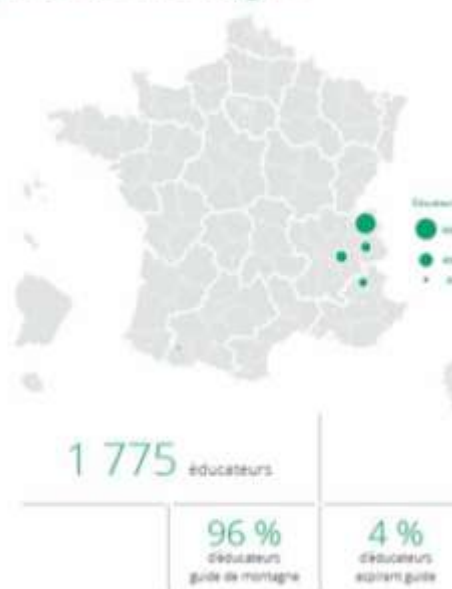 1 775 éducateurs
96 %
d'éducateurs
guide de montagne
4 %
d'éducateurs
aspirant guide